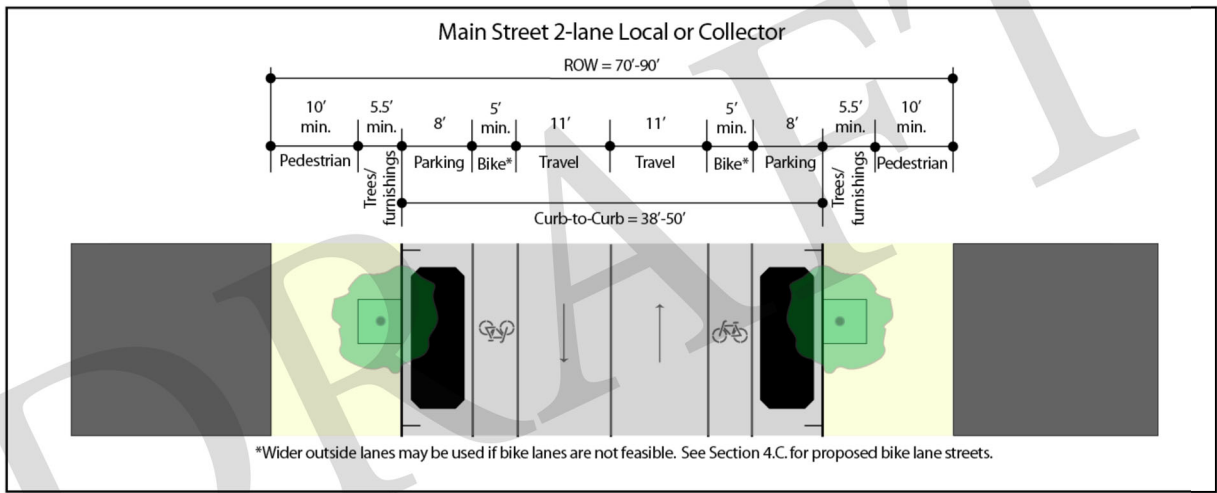 Main Street 2-lane Local or Collector
ROW = 70’-90’
10’ min.
5.5’ min.
8’
5’ min.
11’
11’
5’ min.
8’
5.5’ min.
10’ min.
Pedestrian
Trees/ furnishings
Parking
Bike*
Travel
Travel
Bike*
Parking
Trees/ furnishings
Pedestrian
Curb-to-Curb = 38’-50’
*Wider outside lanes may be used if bike lanes are not feasible. See Section 4.C. for proposed bike lane streets.
DRAFT